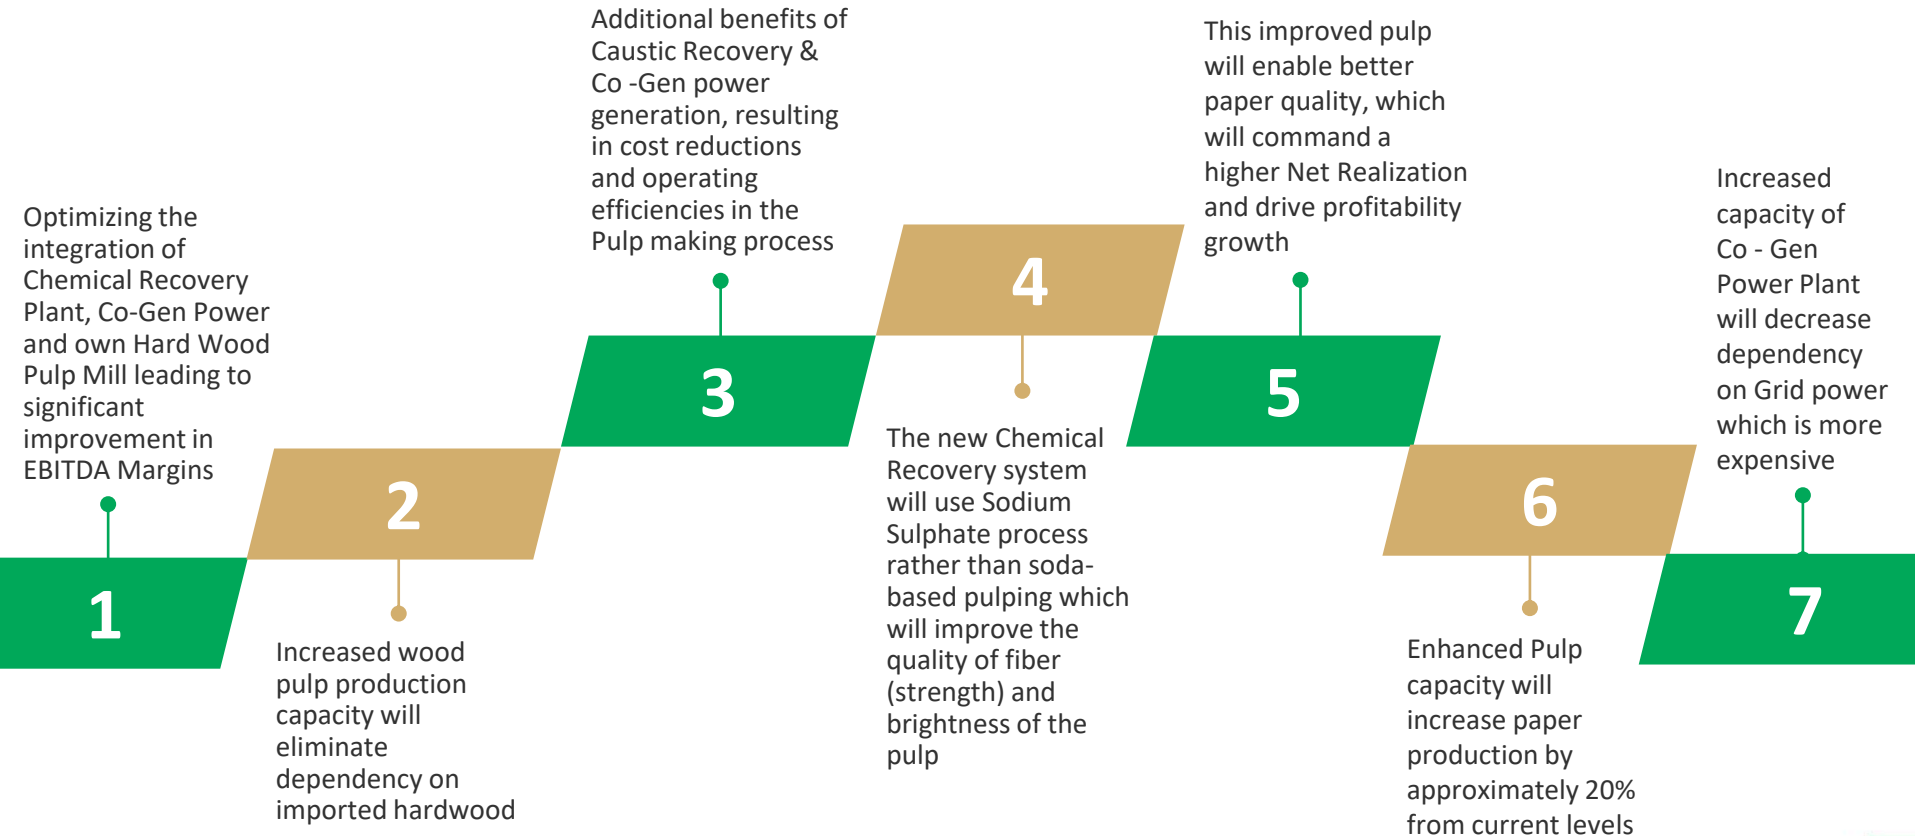 Optimizing the
integration of
Chemical Recovery
Plant, Co-Gen Power
and own Hard Wood
Pulp Mill leading to
significant
improvement in
EBITDA Margins
1
2
Increased wood
pulp production
capacity will
eliminate
dependency on
imported hardwood
Additional benefits of
Caustic Recovery &
Co -Gen power
generation, resulting
in cost reductions
and operating
efficiencies in the
Pulp making process
3
4
The new Chemical
Recovery system
will use Sodium
Sulphate process
rather than soda-
based pulping which
will improve the
quality of fiber
(strength) and
brightness of the
pulp
This improved pulp
will enable better
paper quality, which
will command a
higher Net Realization
and drive profitability
growth
5
6
Enhanced Pulp
capacity will
increase paper
production by
approximately 20%
from current levels
Increased
capacity of
Co - Gen
Power Plant
will decrease
dependency
on Grid power
which is more
expensive
7